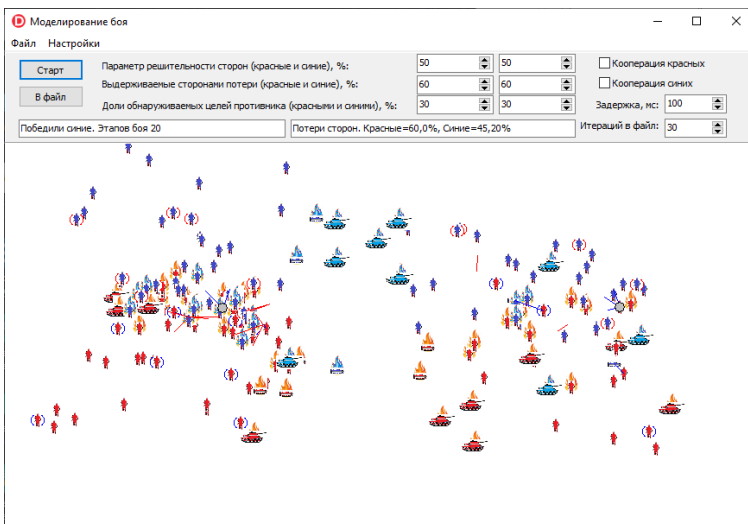 Моделирование боя
Файл Настройки
Старт
Параметр решительности сторон (красные и синие), %:
50
50
Кооперация красных
Выдерживаемые сторонами потери (красные и синие), %:
60
60
Кооперация синих
В файл
Доли обнаруживаемых целей противника (красными и синими), %:
30
30
Задержка, мс:
100
Победили синие. Этапов боя 20
Потери сторон. Красные=60,0%, Синие=45,20%
Итераций в файл:
30